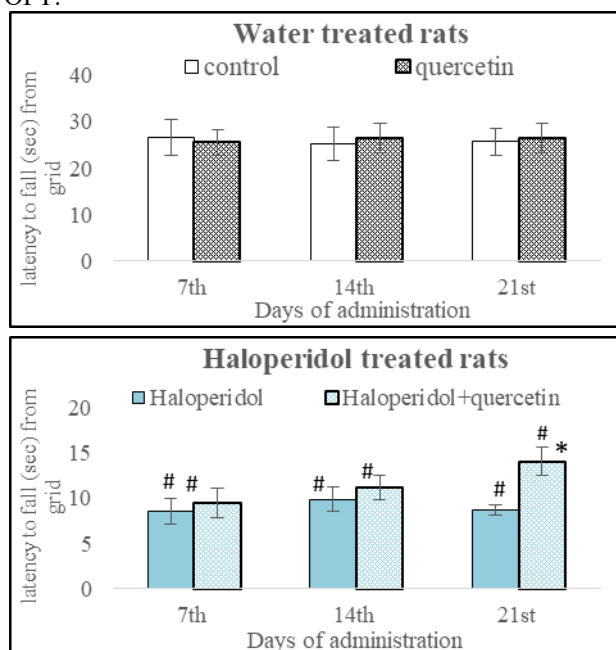 Water treated rats
control quercetin
latency to fall (sec) from
grid
40
30
20
10
0
7th 14th 21st
Days of administration
Haloperidol treated rats
Haloperidol Haloperidol+quercetin
latency to fall (sec) from
grid
20
15
10
5
0
# # # # # # *
7th 14th 21st
Days of administration